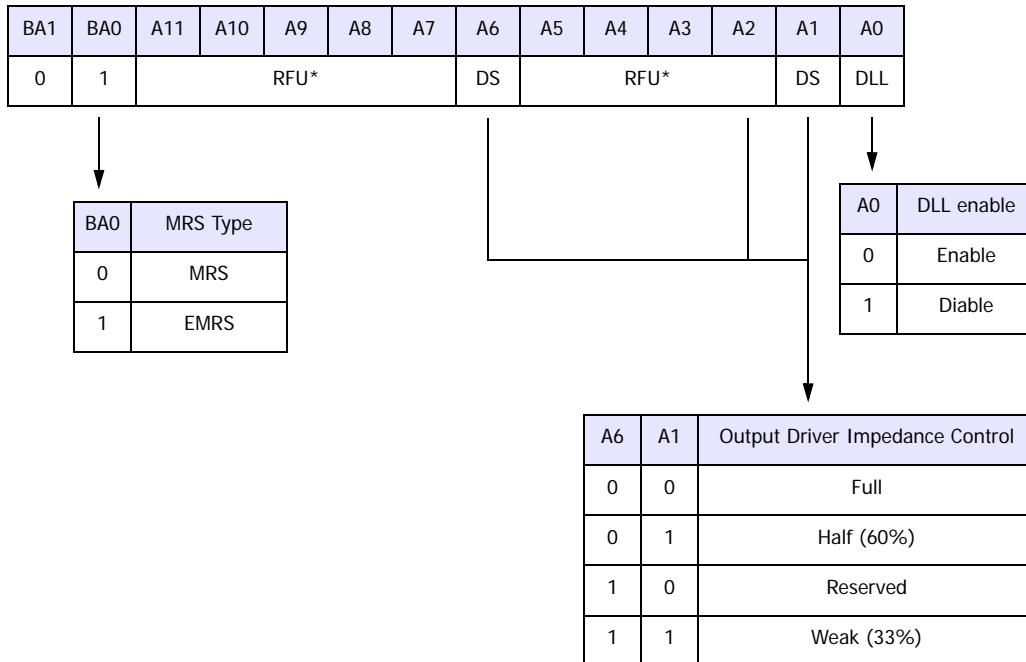 BA1 BA0 A11 A10 A9 A8 A7 A6 A5 A4 A3 A2 A1 A0
0 1 RFU* DS RFU* DS DLL
BA0 MRS Type
0 MRS
1 EMRS
A0 DLL enable
0 Enable
1 Diable
A6 A1 Output Driver Impedance Control
0 0 Full
0 1 Half (60%)
1 0 Reserved
1 1 Weak (33%)